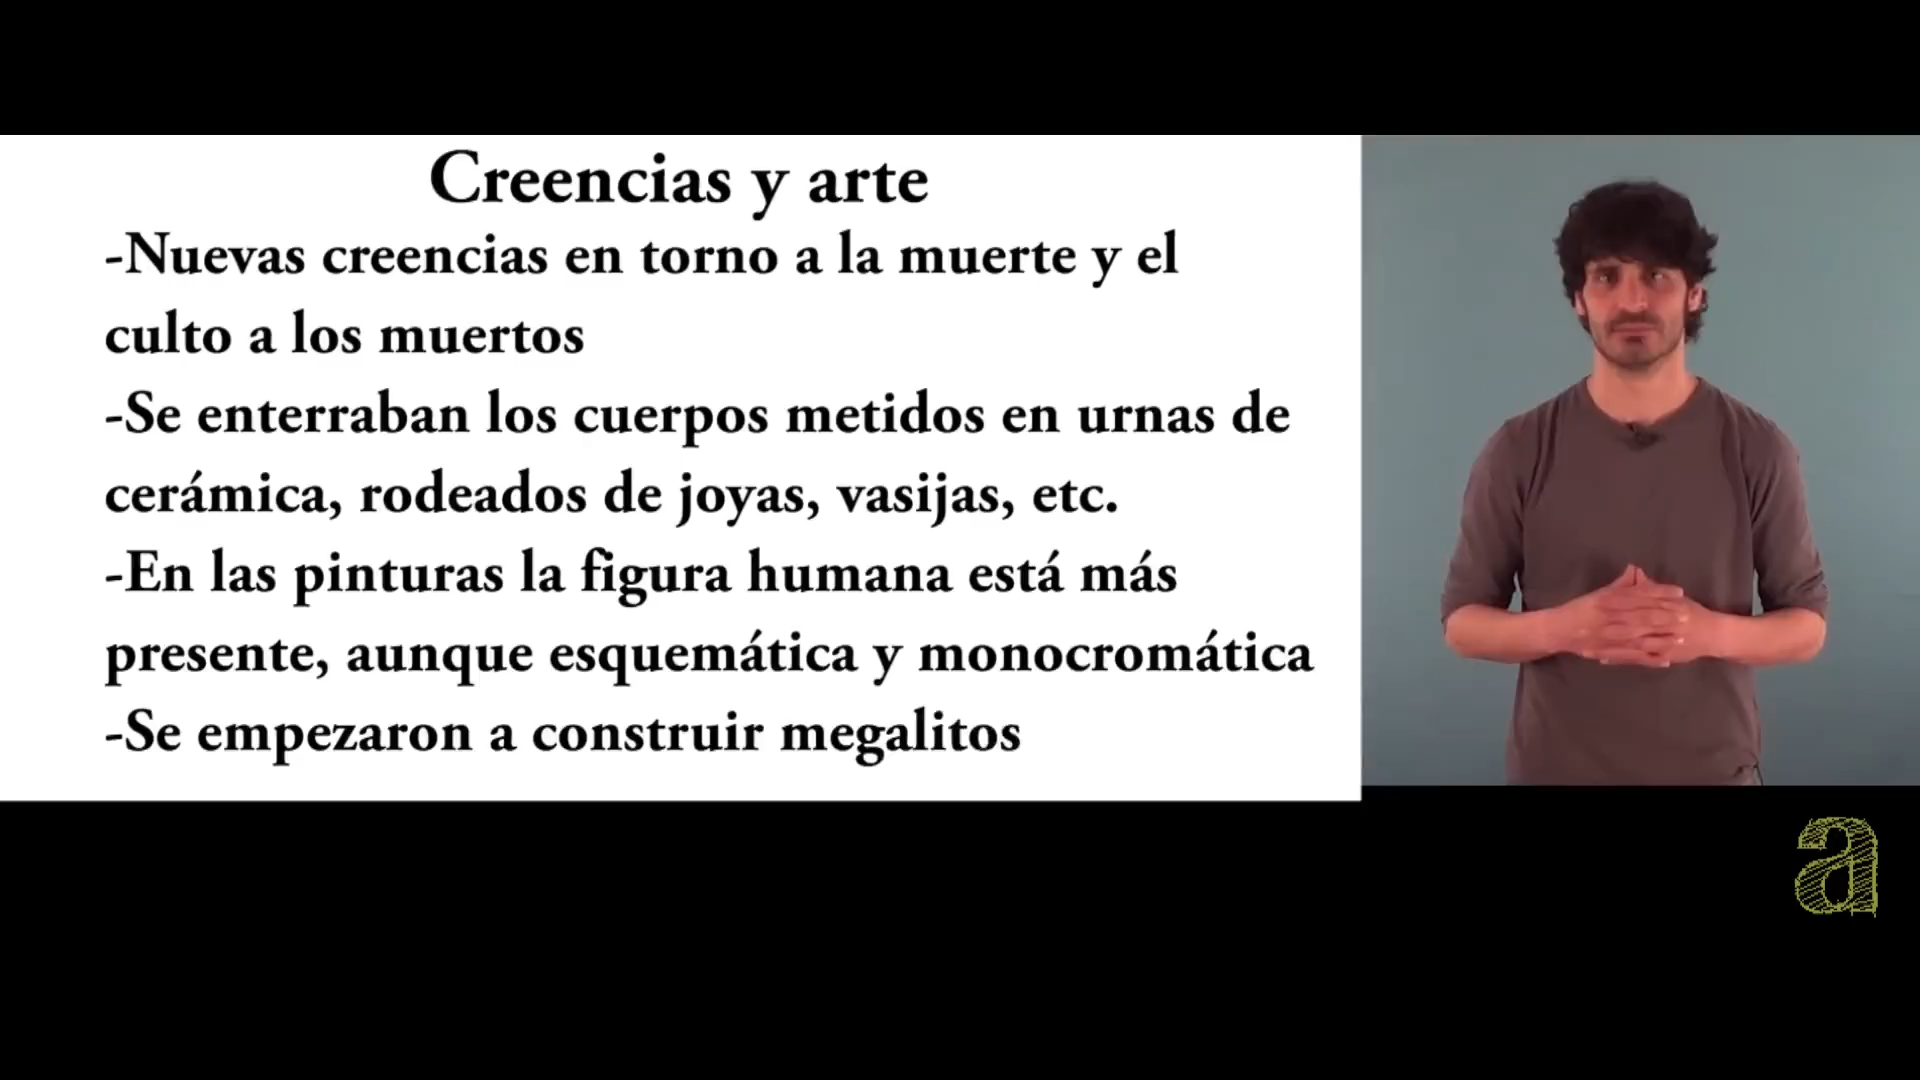 Creencias y arte
-Nuevas creencias en torno a la muerte y el
culto a los muertos
-Se enterraban los cuerpos metidos en urnas de
cerámica, rodeados de joyas, vasijas, etc.
-En las pinturas la figura humana está más
presente, aunque esquemática y monocromática
-Se empezaron a construir megalitos
a